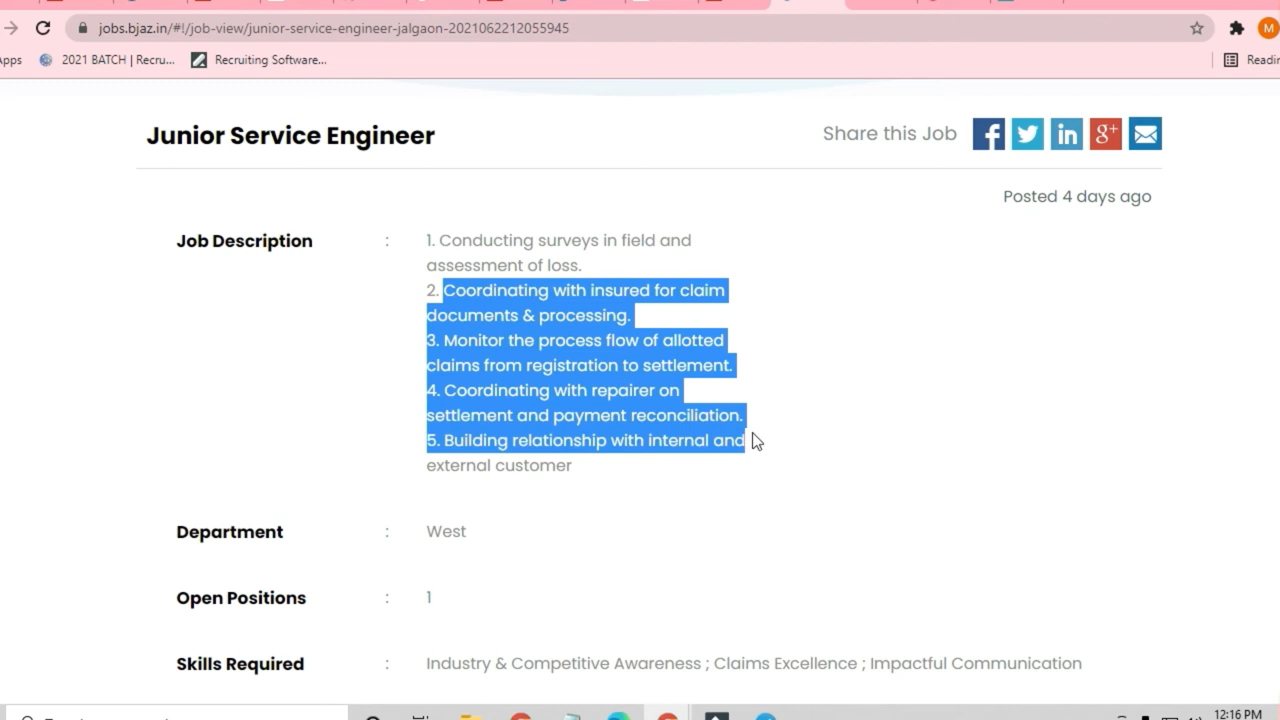 jobs.bjaz.in/#!/job-view/junior-service-engineer-jalgaon-2021062212055945
M
2021 BATCH | Recru...
Recruiting Software...
Junior Service Engineer
Share this Job
Posted 4 days ago
Job Description : 1. Conducting surveys in field and
assessment of loss.
2. Coordinating with insured for claim
documents & processing.
3. Monitor the process flow of allotted
claims from registration to settlement.
4. Coordinating with repairer on
settlement and payment reconciliation.
5. Building relationship with internal and
external customer
Department : West
Open Positions : 1
Skills Required : Industry & Competitive Awareness ; Claims Excellence ; Impactful Communication
12:16 PM